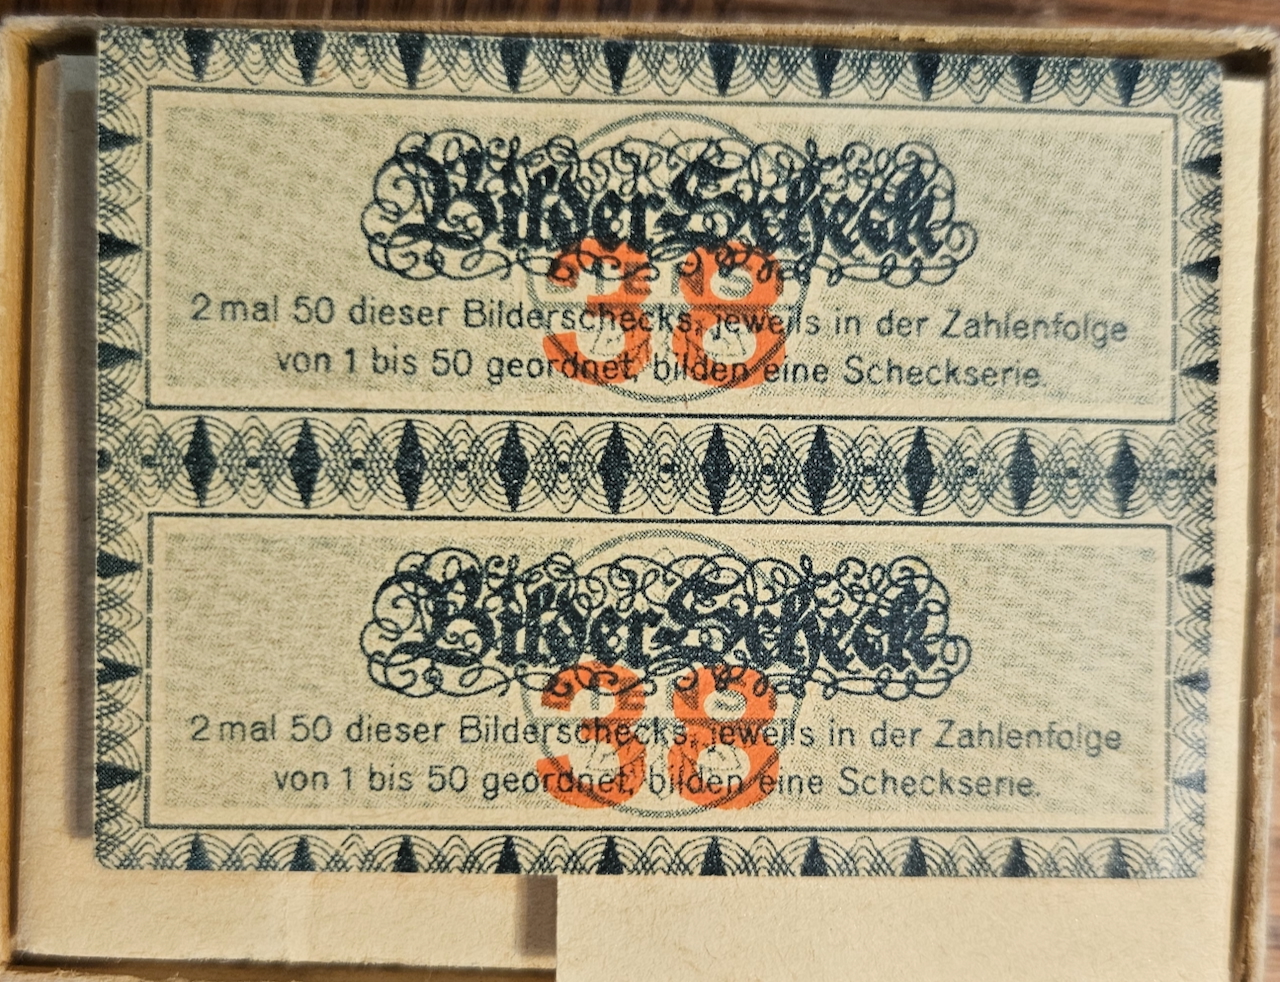 Bilder-Scheck
38
STERN
2 mal 50 dieser Bilderschecks, jeweils in der Zahlenfolge
von 1 bis 50 geordnet, bilden eine Scheckserie.
Bilder-Scheck
38
STERN
2 mal 50 dieser Bilderschecks, jeweils in der Zahlenfolge
von 1 bis 50 geordnet, bilden eine Scheckserie.